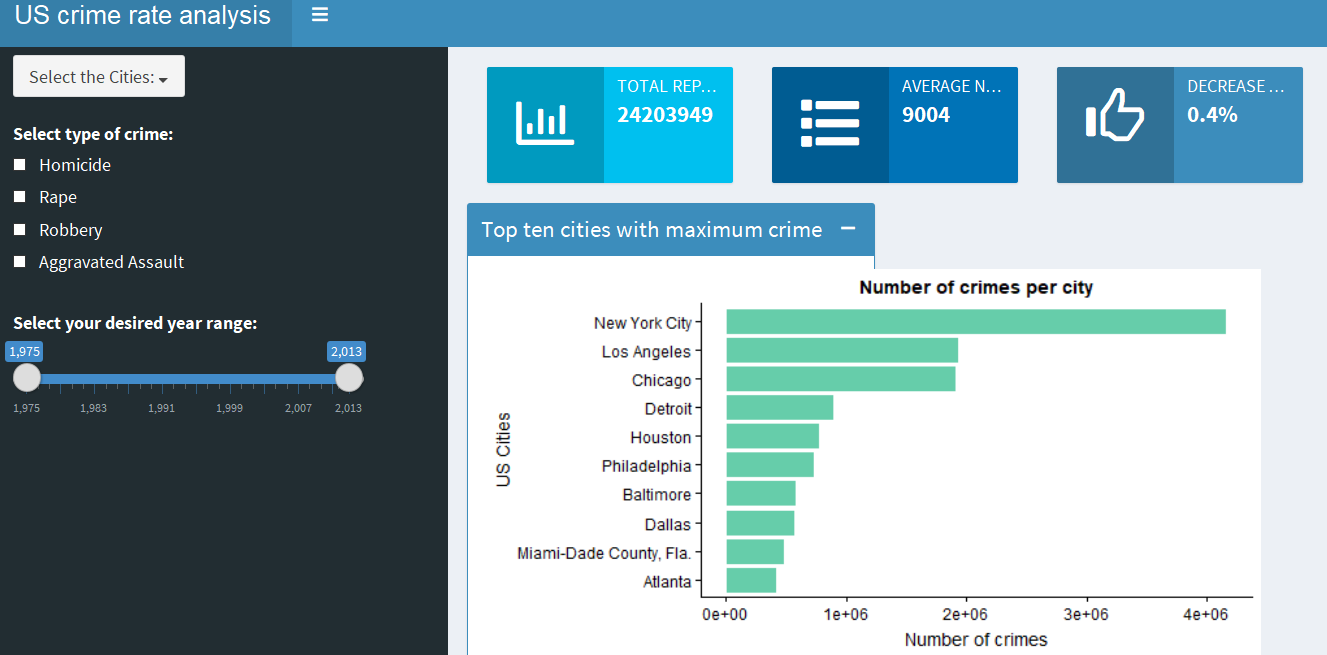 US crime rate analysis
Select the Cities:
Select type of crime:
Homicide
Rape
Robbery
Aggravated Assault
Select your desired year range:
1,975 2,013
1,975 1,983 1,991 1,999 2,007 2,013
TOTAL REP...
24203949
AVERAGE N...
9004
DECREASE ...
0.4%
Top ten cities with maximum crime
Number of crimes per city
US Cities
New York City
Los Angeles
Chicago
Detroit
Houston
Philadelphia
Baltimore
Dallas
Miami-Dade County, Fla.
Atlanta
0e+00 1e+06 2e+06 3e+06 4e+06
Number of crimes